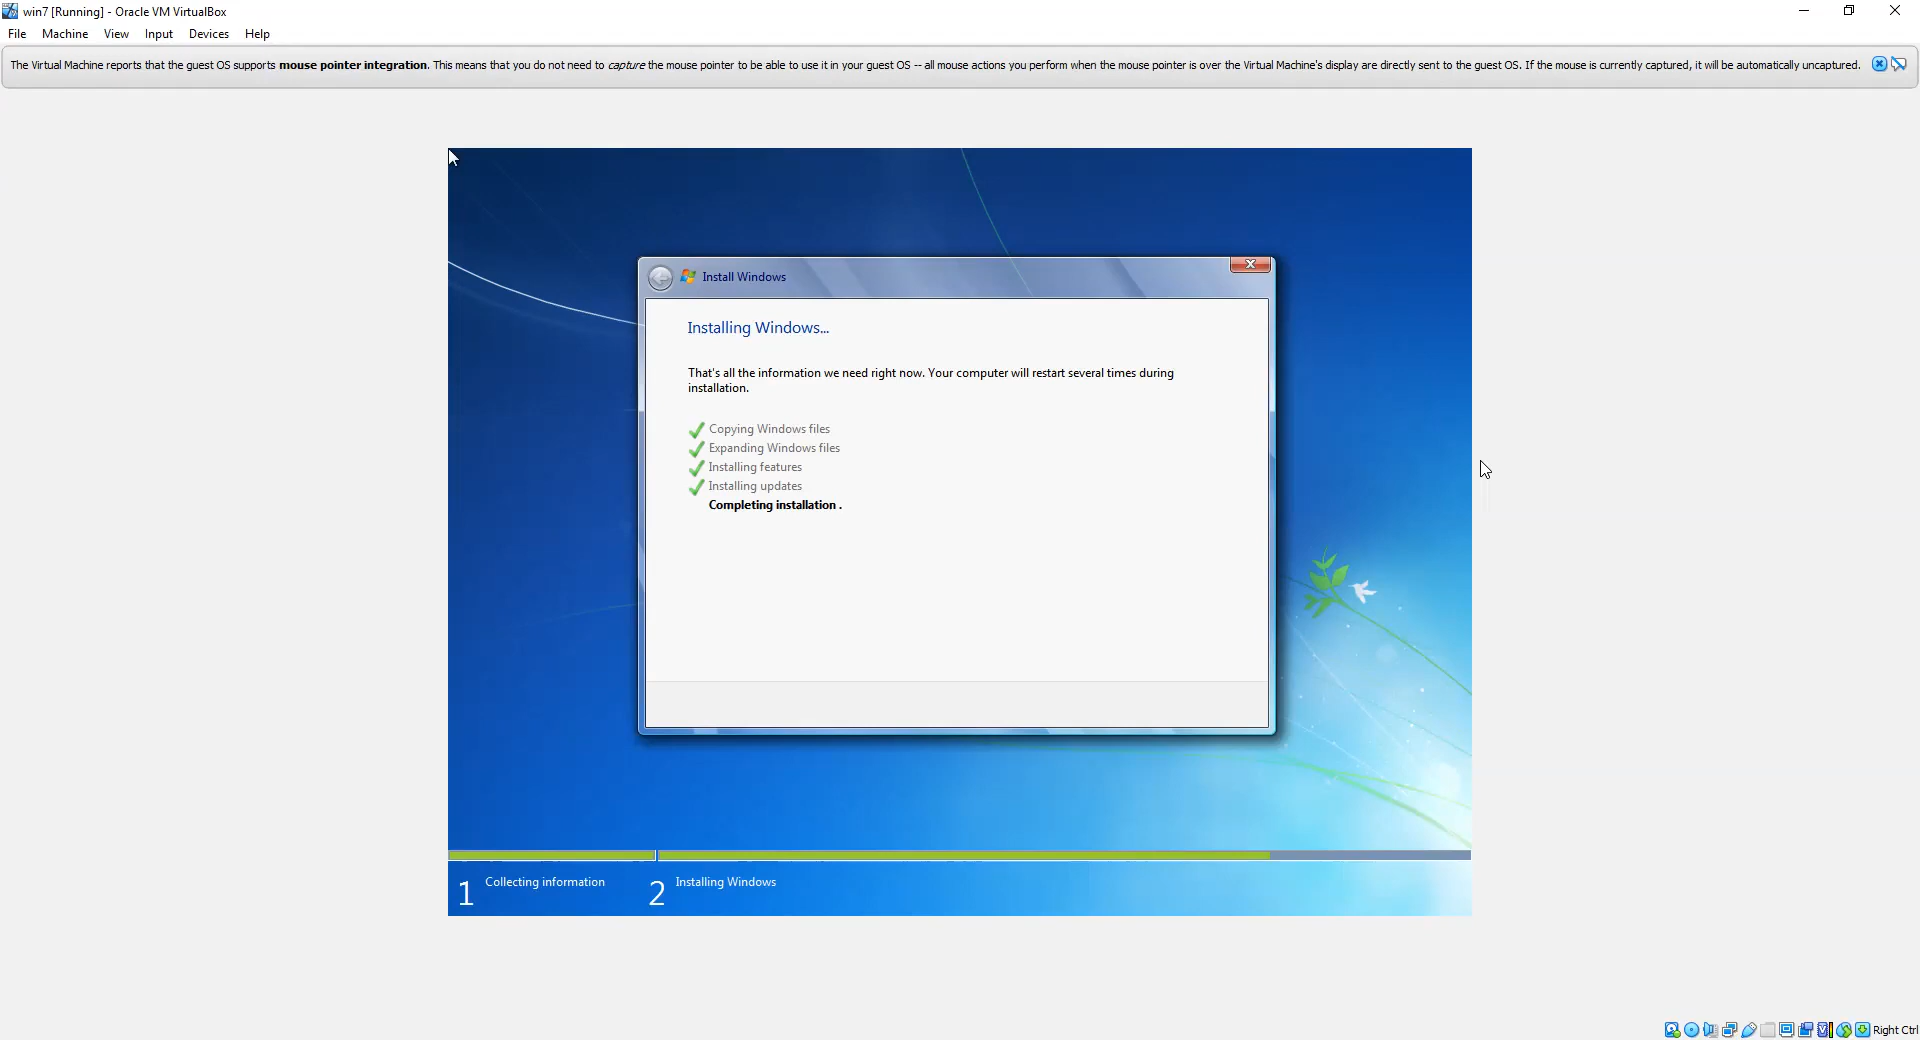 win7 [Running] - Oracle VM VirtualBox
File Machine View Input Devices Help
The Virtual Machine reports that the guest OS supports mouse pointer integration. This means that you do not need to capture the mouse pointer to be able to use it in your guest OS -- all mouse actions you perform when the mouse pointer is over the Virtual Machine's display are directly sent to the guest OS. If the mouse is currently captured, it will be automatically uncaptured.
Install Windows
Installing Windows...
That's all the information we need right now. Your computer will restart several times during
installation.
Copying Windows files
Expanding Windows files
Installing features
Installing updates
Completing installation .
1 Collecting information 2 Installing Windows
Right Ctrl